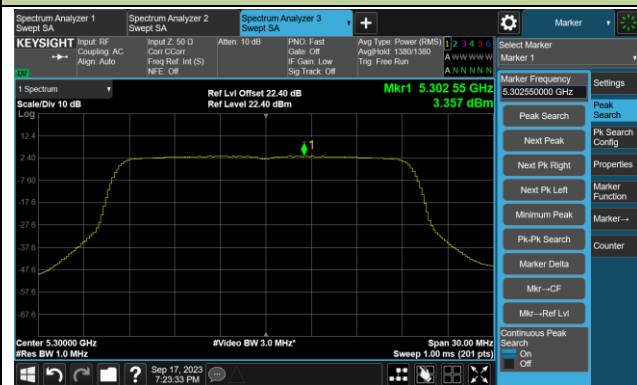 Spectrum Analyzer 1
Swept SA
Spectrum Analyzer 2
Swept SA
Spectrum Analyzer 3
Swept SA
Marker
KEYSIGHT
Input: RF
Coupling: AC
Align: Auto
Input Z: 50 Ω
Corr CCorr
Freq Ref: Int (S)
NFE: Off
Atten: 10 dB
PNO: Fast
Gate: Off
IF Gain: Low
Sig Track: Off
Avg Type: Power (RMS)
Avg|Hold: 1380/1380
Trig: Free Run
1 2 3 4 5 6
A W W W W W
A N N N N N
Select Marker
Marker 1
1 Spectrum
Scale/Div 10 dB
Log
Ref Lvl Offset 22.40 dB
Ref Level 22.40 dBm
Mkr1 5.302 55 GHz
3.357 dBm
1
12.4
2.40
-7.60
-17.6
-27.6
-37.6
-47.6
-57.6
-67.6
Center 5.30000 GHz
#Res BW 1.0 MHz
#Video BW 3.0 MHz*
Span 30.00 MHz
Sweep 1.00 ms (201 pts)
Marker Frequency
5.302550000 GHz
Peak Search
Next Peak
Next Pk Right
Next Pk Left
Minimum Peak
Pk-Pk Search
Marker Delta
Mkr→CF
Mkr→Ref Lvl
Continuous Peak
Search
On
Off
Settings
Peak
Search
Pk Search
Config
Properties
Marker
Function
Marker→
Counter
Sep 17, 2023
7:23:33 PM